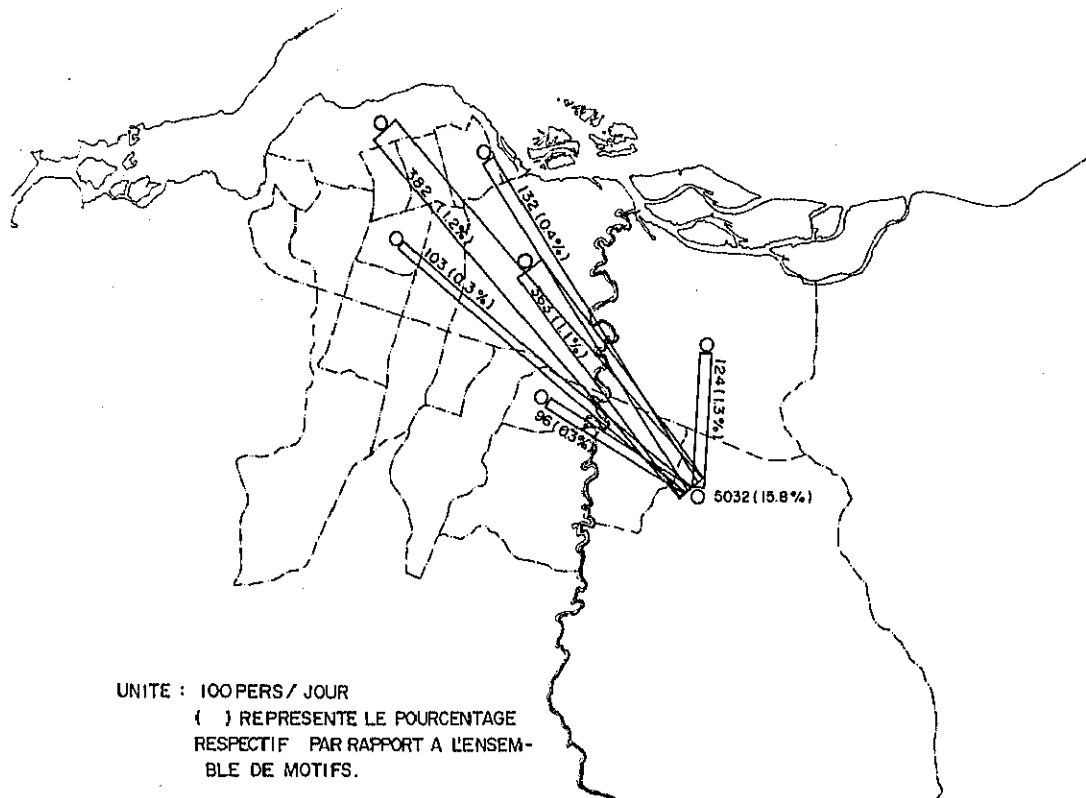 382 (1.2%)
132 (0.4%)
103 (0.3%)
363 (1.1%)
124 (1.3%)
96 (0.3%)
5032 (15.8%)
UNITE : 100 PERS / JOUR
( ) REPRESENTE LE POURCENTAGE
RESPECTIF PAR RAPPORT A L'ENSEM-
BLE DE MOTIFS.